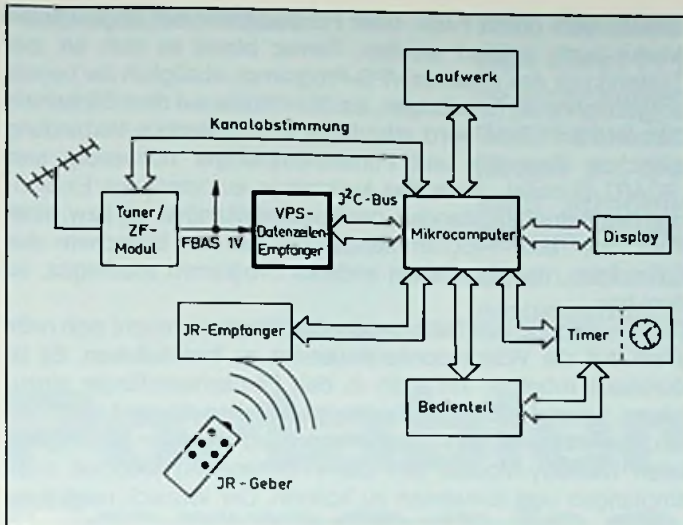 Laufwerk
Kanalabstimmung
Tuner/
ZF-
Modul
FBAS 1V
VPS-
Datenzeilen-
Empfänger
J²C-Bus
Mikrocomputer
Display
JR-Empfänger
Timer
Bedienteil
JR-Geber